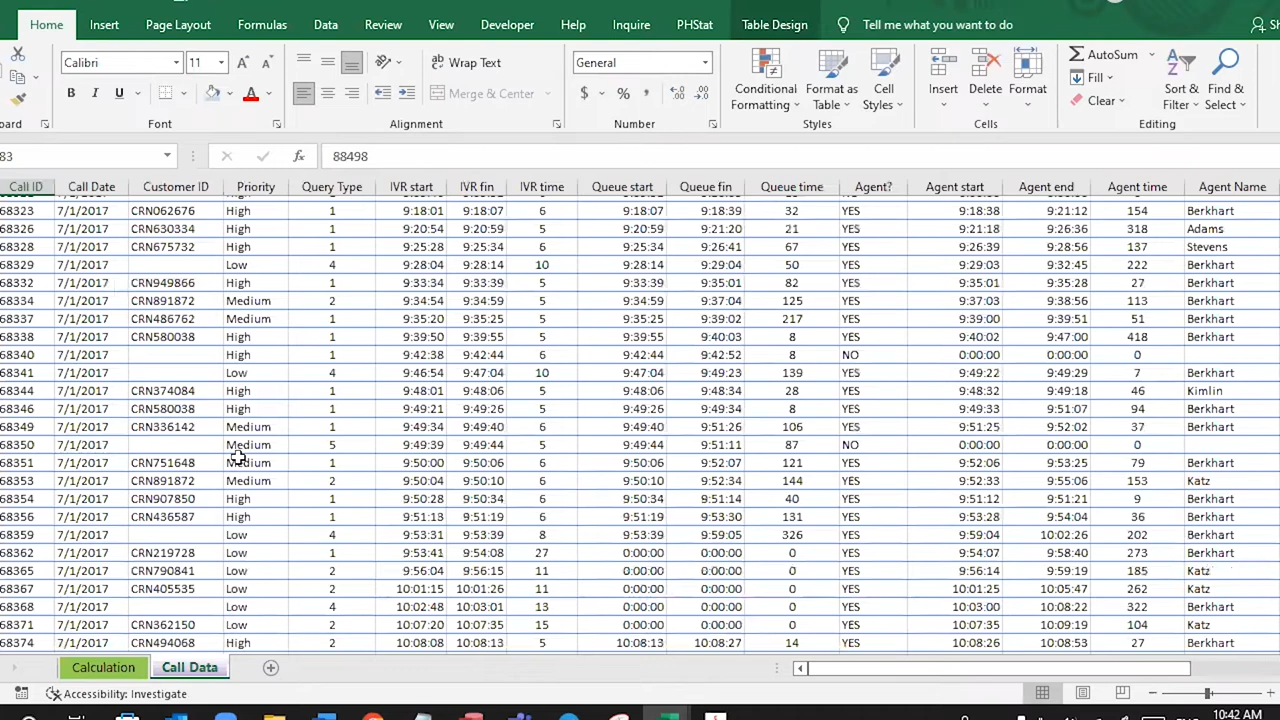 Home Insert Page Layout Formulas Data Review View Developer Help Inquire PHStat Table Design Tell me what you want to do
Calibri 11 Wrap Text General AutoSum
Fill
B I U Merge & Center $ % Conditional Formatting Format as Table Cell Styles Insert Delete Format Clear Sort & Filter Find & Select
Font Alignment Number Styles Cells Editing
fx 88498
Call ID Call Date Customer ID Priority Query Type IVR start IVR fin IVR time Queue start Queue fin Queue time Agent? Agent start Agent end Agent time Agent Name
68323 7/1/2017 CRN062676 High 1 9:18:01 9:18:07 6 9:18:07 9:18:39 32 YES 9:18:38 9:21:12 154 Berkhart
68326 7/1/2017 CRN630334 High 1 9:20:54 9:20:59 5 9:20:59 9:21:20 21 YES 9:21:18 9:26:36 318 Adams
68328 7/1/2017 CRN675732 High 1 9:25:28 9:25:34 6 9:25:34 9:26:41 67 YES 9:26:39 9:28:56 137 Stevens
68329 7/1/2017 Low 4 9:28:04 9:28:14 10 9:28:14 9:29:04 50 YES 9:29:03 9:32:45 222 Berkhart
68332 7/1/2017 CRN949866 High 1 9:33:34 9:33:39 5 9:33:39 9:35:01 82 YES 9:35:01 9:35:28 27 Berkhart
68334 7/1/2017 CRN891872 Medium 2 9:34:54 9:34:59 5 9:34:59 9:37:04 125 YES 9:37:03 9:38:56 113 Berkhart
68337 7/1/2017 CRN486762 Medium 1 9:35:20 9:35:25 5 9:35:25 9:39:02 217 YES 9:39:00 9:39:51 51 Berkhart
68338 7/1/2017 CRN580038 High 1 9:39:50 9:39:55 5 9:39:55 9:40:03 8 YES 9:40:02 9:47:00 418 Berkhart
68340 7/1/2017 High 1 9:42:38 9:42:44 6 9:42:44 9:42:52 8 NO 0:00:00 0:00:00 0
68341 7/1/2017 Low 4 9:46:54 9:47:04 10 9:47:04 9:49:23 139 YES 9:49:22 9:49:29 7 Berkhart
68344 7/1/2017 CRN374084 High 1 9:48:01 9:48:06 5 9:48:06 9:48:34 28 YES 9:48:32 9:49:18 46 Kimlin
68346 7/1/2017 CRN580038 High 1 9:49:21 9:49:26 5 9:49:26 9:49:34 8 YES 9:49:33 9:51:07 94 Berkhart
68349 7/1/2017 CRN336142 Medium 1 9:49:34 9:49:40 6 9:49:40 9:51:26 106 YES 9:51:25 9:52:02 37 Berkhart
68350 7/1/2017 Medium 5 9:49:39 9:49:44 5 9:49:44 9:51:11 87 NO 0:00:00 0:00:00 0
68351 7/1/2017 CRN751648 Medium 1 9:50:00 9:50:06 6 9:50:06 9:52:07 121 YES 9:52:06 9:53:25 79 Berkhart
68353 7/1/2017 CRN891872 Medium 2 9:50:04 9:50:10 6 9:50:10 9:52:34 144 YES 9:52:33 9:55:06 153 Katz
68354 7/1/2017 CRN907850 High 1 9:50:28 9:50:34 6 9:50:34 9:51:14 40 YES 9:51:12 9:51:21 9 Berkhart
68356 7/1/2017 CRN436587 High 1 9:51:13 9:51:19 6 9:51:19 9:53:30 131 YES 9:53:28 9:54:04 36 Berkhart
68359 7/1/2017 Low 4 9:53:31 9:53:39 8 9:53:39 9:59:05 326 YES 9:59:04 10:02:26 202 Berkhart
68362 7/1/2017 CRN219728 Low 1 9:53:41 9:54:08 27 0:00:00 0:00:00 0 YES 9:54:07 9:58:40 273 Berkhart
68365 7/1/2017 CRN790841 Low 2 9:56:04 9:56:15 11 0:00:00 0:00:00 0 YES 9:56:14 9:59:19 185 Katz
68367 7/1/2017 CRN405535 Low 2 10:01:15 10:01:26 11 0:00:00 0:00:00 0 YES 10:01:25 10:05:47 262 Katz
68368 7/1/2017 Low 4 10:02:48 10:03:01 13 0:00:00 0:00:00 0 YES 10:03:00 10:08:22 322 Berkhart
68371 7/1/2017 CRN362150 Low 2 10:07:20 10:07:35 15 0:00:00 0:00:00 0 YES 10:07:35 10:09:19 104 Katz
68374 7/1/2017 CRN494068 High 2 10:08:08 10:08:13 5 10:08:13 10:08:27 14 YES 10:08:26 10:08:53 27 Berkhart
Calculation Call Data
Accessibility: Investigate
10:42 AM